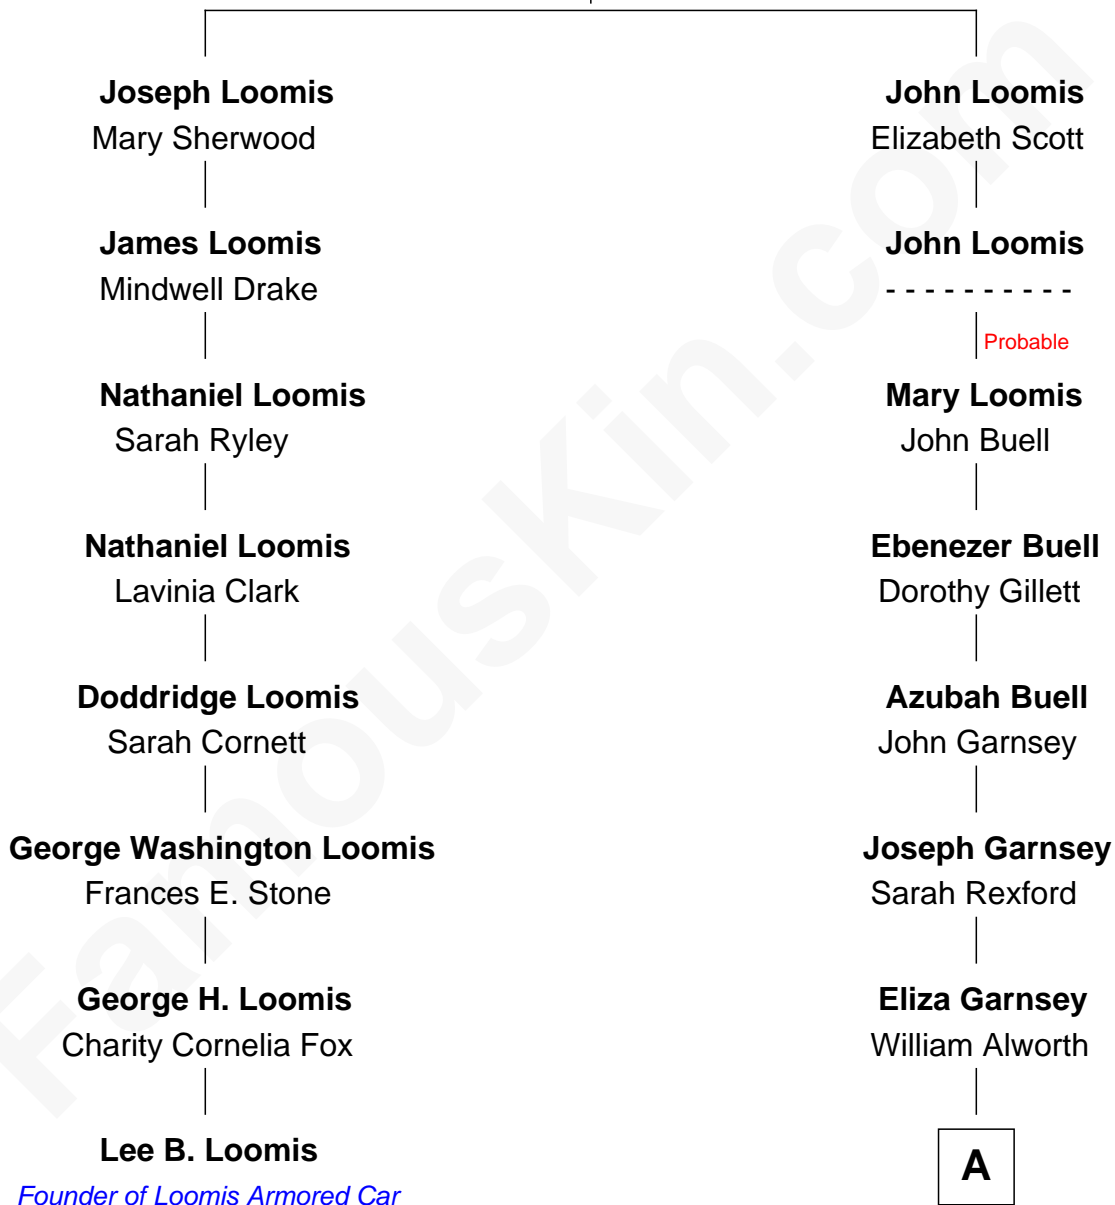 Joseph Loomis
Mary Sherwood
James Loomis
Mindwell Drake
Nathaniel Loomis
Sarah Ryley
Nathaniel Loomis
Lavinia Clark
Doddridge Loomis
Sarah Cornett
George Washington Loomis
Frances E. Stone
George H. Loomis
Charity Cornelia Fox
Lee B. Loomis
Founder of Loomis Armored Car
John Loomis
Elizabeth Scott
John Loomis
- - - - - - - - - -
Probable
Mary Loomis
John Buell
Ebenezer Buell
Dorothy Gillett
Azubah Buell
John Garnsey
Joseph Garnsey
Sarah Rexford
Eliza Garnsey
William Alworth
A
FamousKin.com